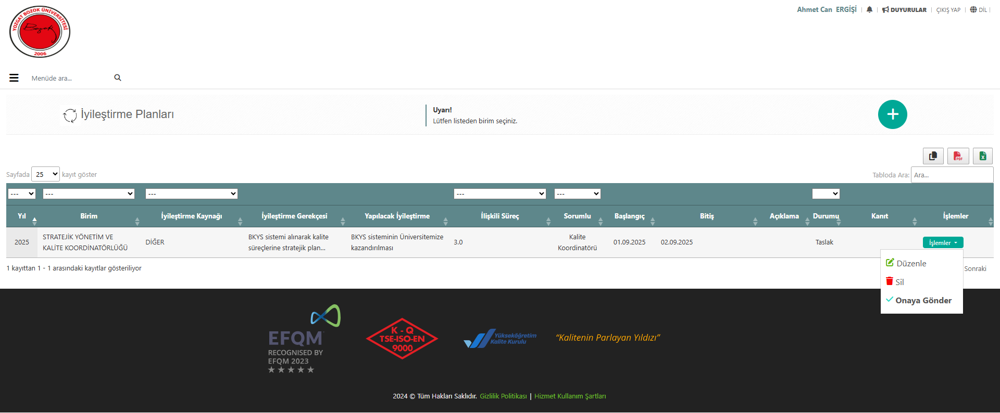 YOZGAT BOZOK ÜNİVERSİTESİ
Bozok
2006
Ahmet Can ERGİŞİ
DUYURULAR
ÇIKIŞ YAP
DİL
Menüde ara...
İyileştirme Planları
Uyarı!
Lütfen listeden birim seçiniz.
PDF
Sayfada 25 kayıt göster
Tabloda Ara: Ara...
--- --- --- --- ---
Yıl Birim İyileştirme Kaynağı İyileştirme Gerekçesi Yapılacak İyileştirme İlişkili Süreç Sorumlu Başlangıç Bitiş Açıklama Durumu Kanıt İşlemler
2025
STRATEJİK YÖNETİM VE
KALİTE KOORDİNATÖRLÜĞÜ
DİĞER
BKYS sistemi alınarak kalite
süreçlerine stratejik plan...
BKYS sisteminin Üniversitemize
kazandırılması
3.0
Kalite
Koordinatörü
01.09.2025
02.09.2025
Taslak
İşlemler
Düzenle
Sil
Onaya Gönder
1 kayıttan 1 - 1 arasındaki kayıtlar gösteriliyor
Sonraki
EFQM
RECOGNISED BY
EFQM 2023
K - Q
TSE-ISO-EN
9000
Yükseköğretim
Kalite Kurulu
“Kalitenin Parlayan Yıldızı”
2024 © Tüm Hakları Saklıdır. Gizlilik Politikası | Hizmet Kullanım Şartları